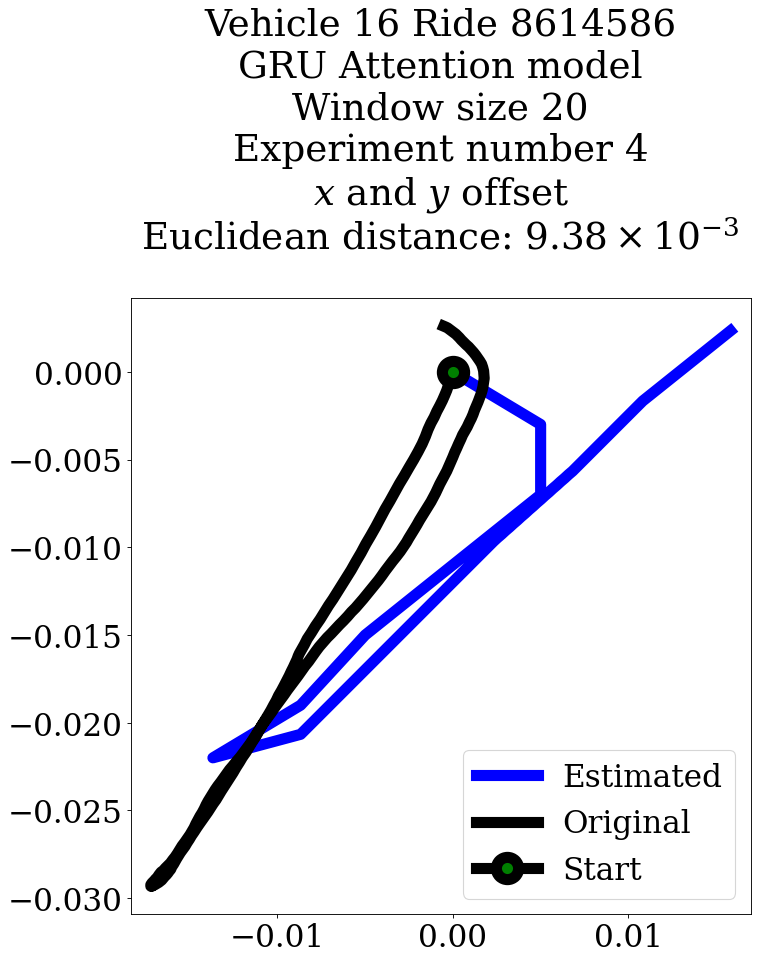 Vehicle 16 Ride 8614586
GRU Attention model
Window size 20
Experiment number 4
x and y offset
Euclidean distance: 9.38 × 10⁻³
0.000
−0.005
−0.010
−0.015
−0.020
−0.025
−0.030
Estimated
Original
Start
−0.01 0.00 0.01